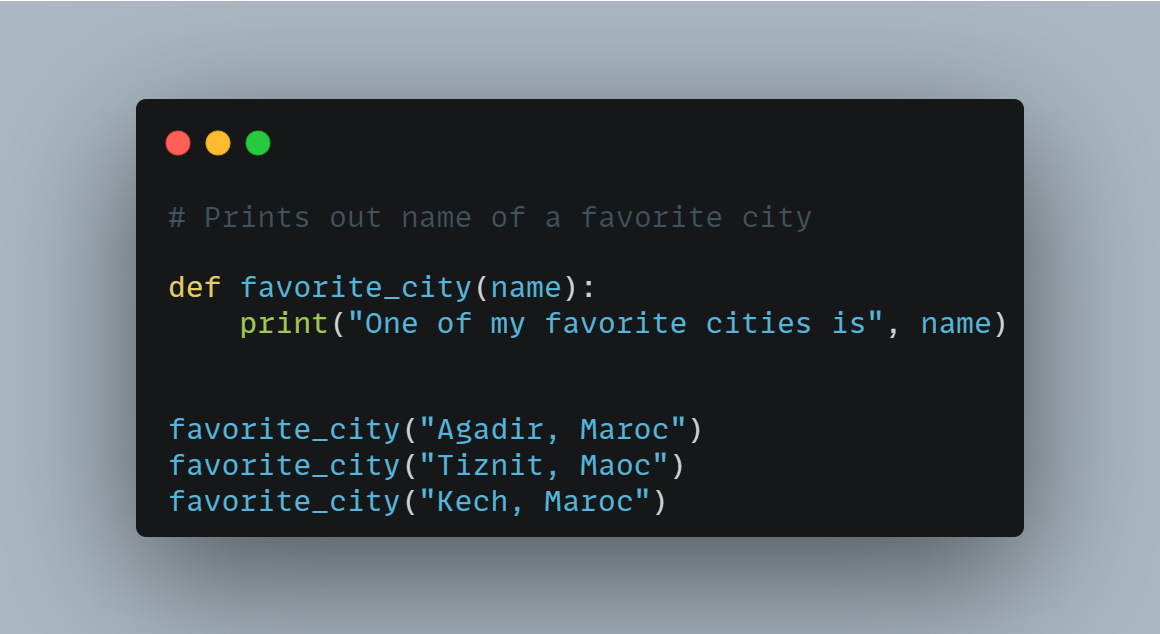 # Prints out name of a favorite city
def favorite_city(name):
    print("One of my favorite cities is", name)
favorite_city("Agadir, Maroc")
favorite_city("Tiznit, Maoc")
favorite_city("Kech, Maroc")